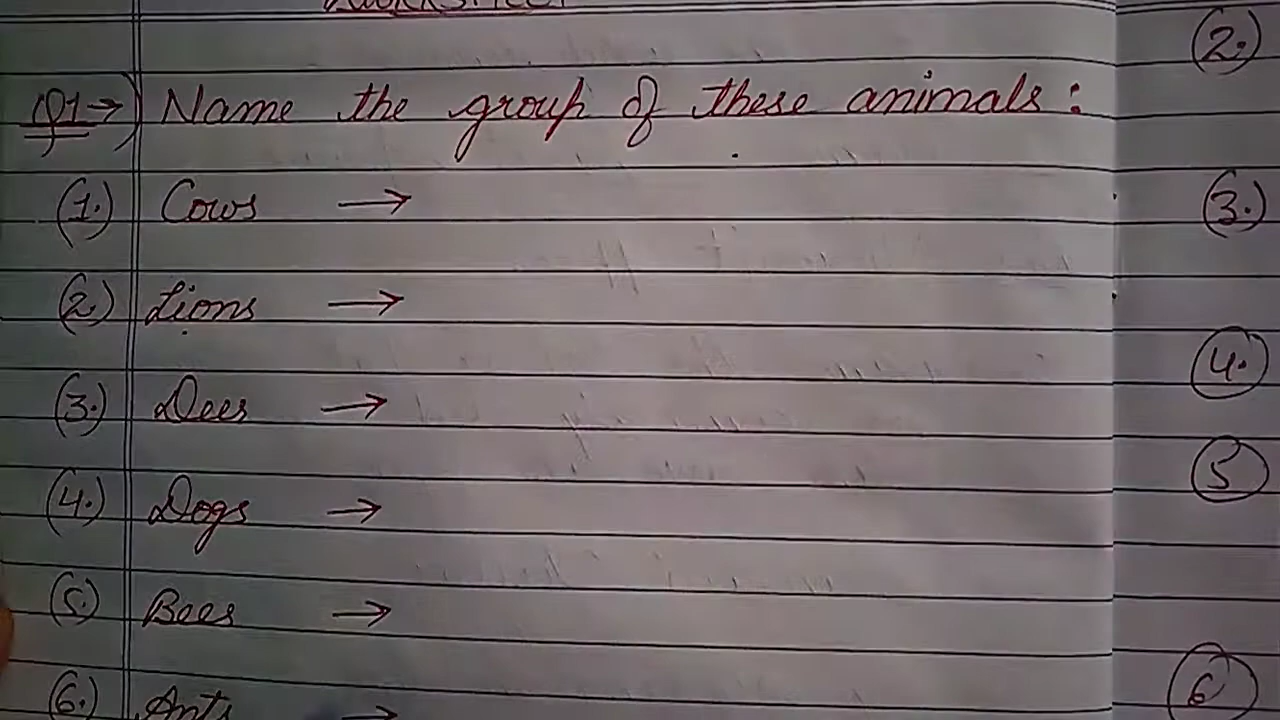 WORKSHEET
Q1→) Name the group of these animals :
(1.) Cows →
(2.) Lions →
(3.) Deer →
(4.) Dogs →
(5.) Bees →
(6.) Ants →
(2.)
(3.)
(4.)
(5)
(6)